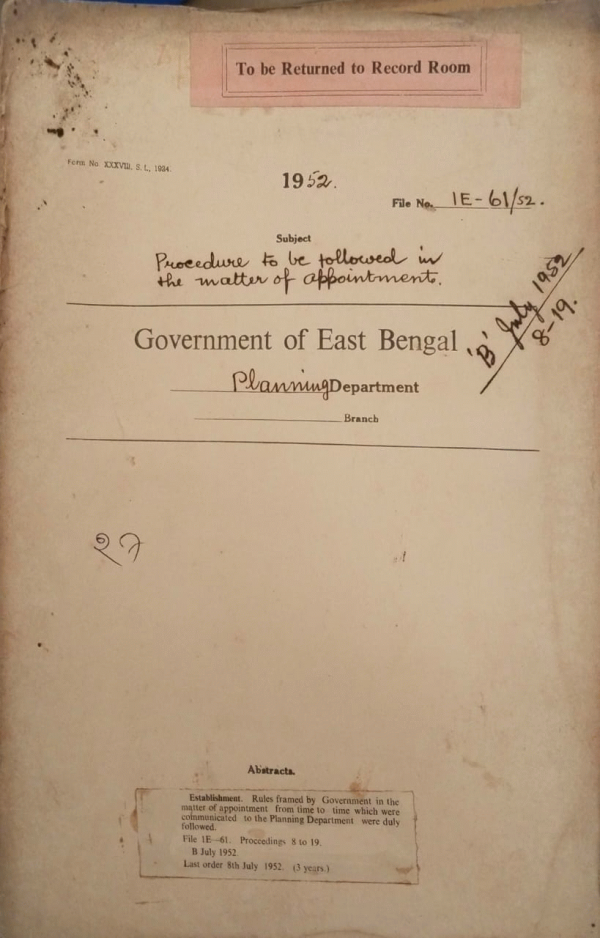 To be Returned to Record Room
Form No. XXXVIII, S. I., 1924.
1952.
File No. 1E-61/52.
Subject
Procedure to be followed in
the matter of appointment.
Government of East Bengal
'B' July 1952
8-19.
Planning Department
Branch
২৭
Abstracts.
Establishment. Rules framed by Government in the
matter of appointment from time to time which were
communicated to the Planning Department were duly
followed.
File 1E—61. Proceedings 8 to 19.
B July 1952.
Last order 8th July 1952. (3 years.)